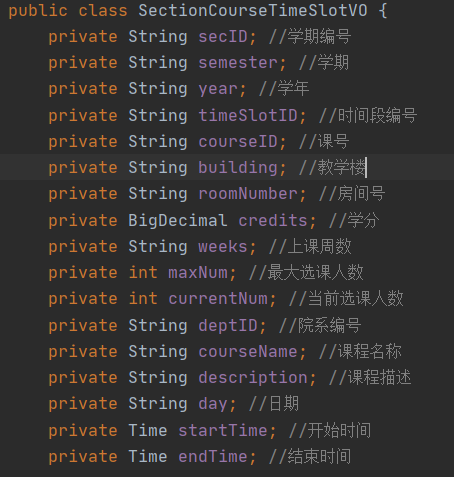 public class SectionCourseTimeSlotVO {
private String secID; //学期编号
private String semester; //学期
private String year; //学年
private String timeSlotID; //时间段编号
private String courseID; //课号
private String building; //教学楼
private String roomNumber; //房间号
private BigDecimal credits; //学分
private String weeks; //上课周数
private int maxNum; //最大选课人数
private int currentNum; //当前选课人数
private String deptID; //院系编号
private String courseName; //课程名称
private String description; //课程描述
private String day; //日期
private Time startTime; //开始时间
private Time endTime; //结束时间